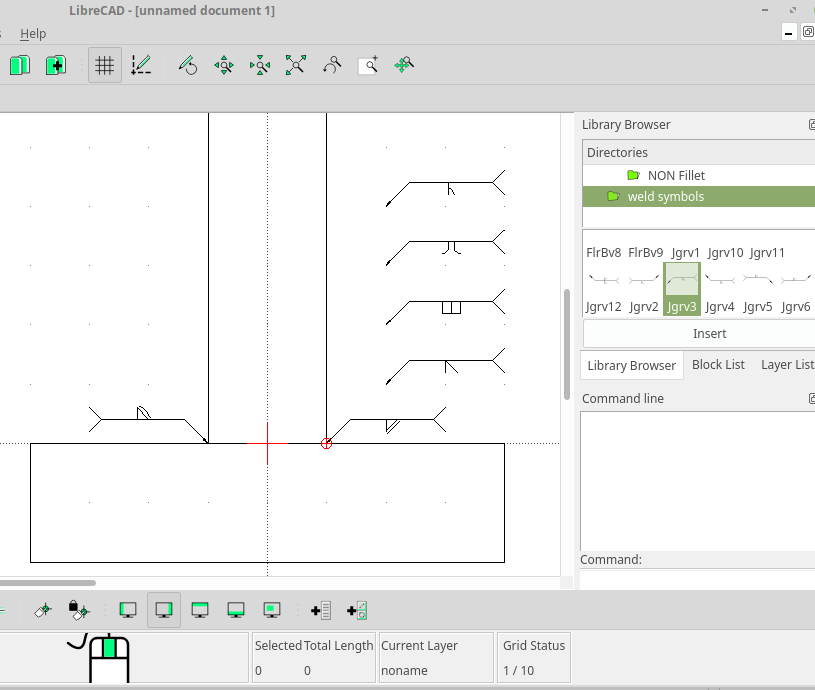 LibreCAD - [unnamed document 1]
Help
Library Browser
Directories
NON Fillet
weld symbols
FlrBv8 FlrBv9 Jgrv1 Jgrv10 Jgrv11
Jgrv12 Jgrv2 Jgrv3 Jgrv4 Jgrv5 Jgrv6
Insert
Library Browser Block List Layer List
Command line
Command:
Selected Total Length Current Layer Grid Status
0 0 noname 1 / 10